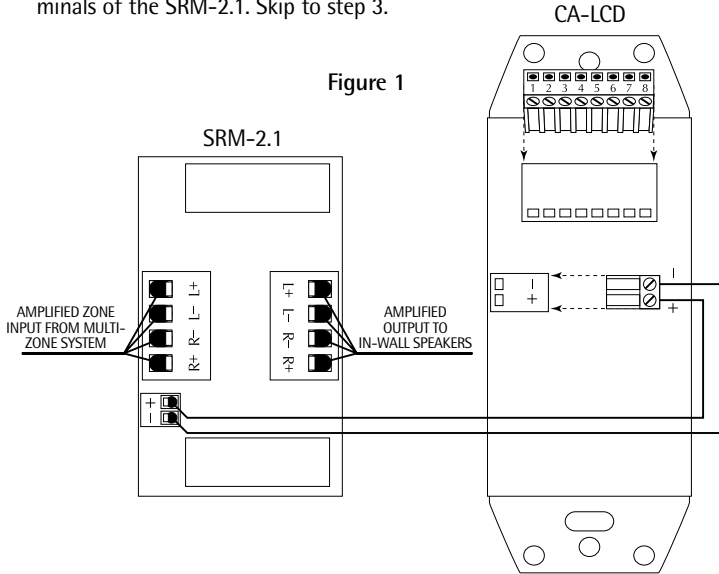 minals of the SRM-2.1. Skip to step 3.
CA-LCD
Figure 1
1 2 3 4 5 6 7 8
SRM-2.1
L+
L-
R-
R+
L+
L-
R-
R+
AMPLIFIED ZONE
INPUT FROM MULTI-
ZONE SYSTEM
AMPLIFIED
OUTPUT TO
IN-WALL SPEAKERS
-
+
-
+
+
-